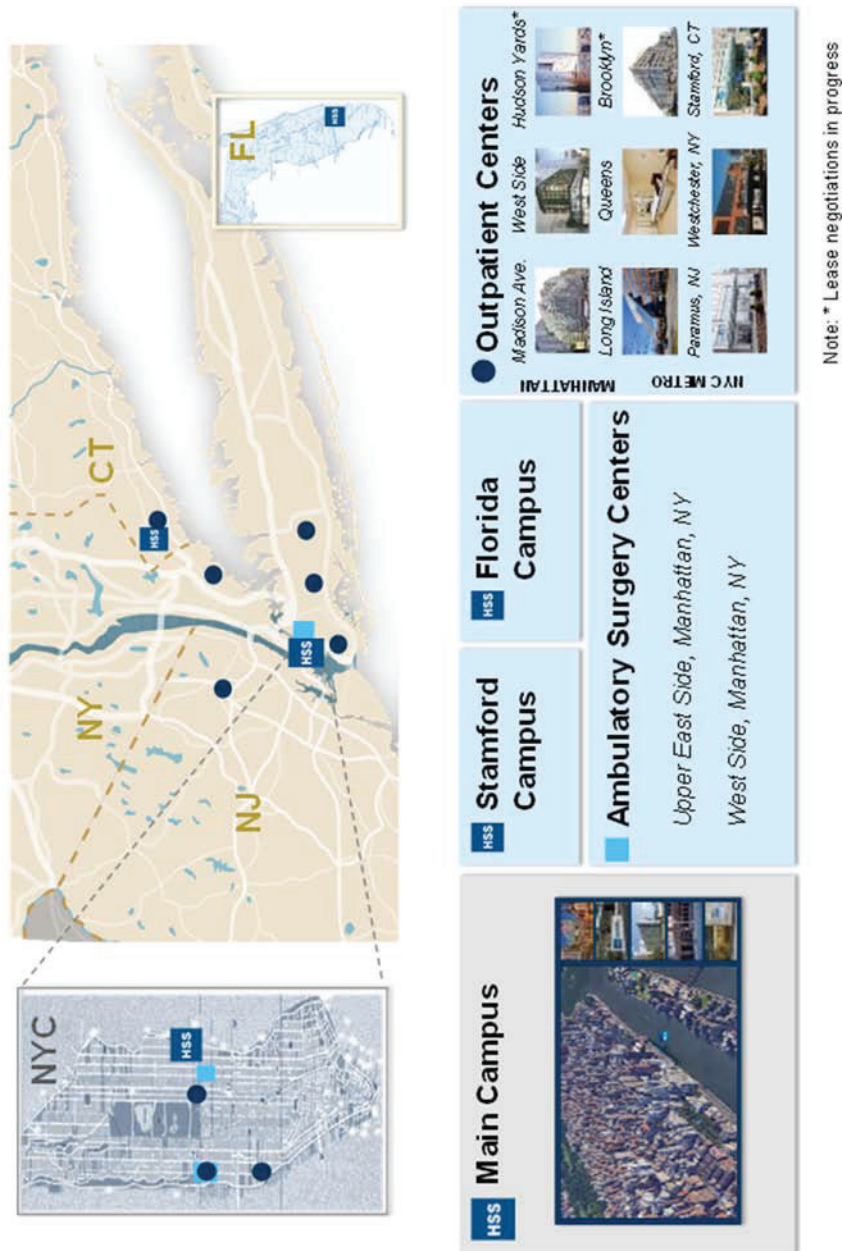 NYC
HSS
NY
CT
NJ
HSS
HSS
FL
HSS
HSS Main Campus
HSS Stamford
Campus
HSS Florida
Campus
Ambulatory Surgery Centers
Upper East Side, Manhattan, NY
West Side, Manhattan, NY
Outpatient Centers
MANHATTAN
Madison Ave.
West Side
Hudson Yards*
NYC METRO
Long Island
Queens
Brooklyn*
Paramus, NJ
Westchester, NY
Stamford, CT
Note: * Lease negotiations in progress